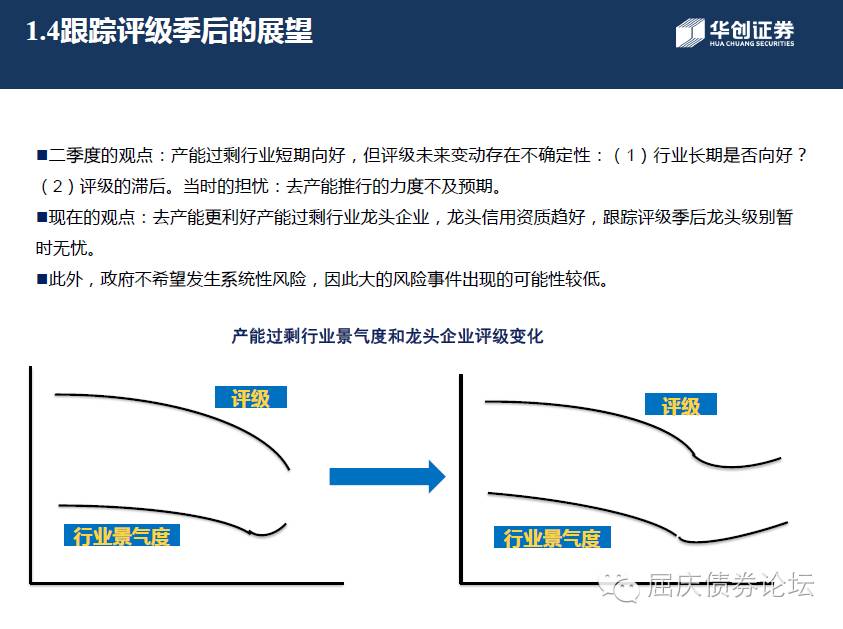 1.4跟踪评级季后的展望
华创证券
HUA CHUANG SECURITIES
■二季度的观点：产能过剩行业短期向好，但评级未来变动存在不确定性：（1）行业长期是否向好？
（2）评级的滞后。当时的担忧：去产能推行的力度不及预期。
■现在的观点：去产能更利好产能过剩行业龙头企业，龙头信用资质趋好，跟踪评级季后龙头级别暂
时无忧。
■此外，政府不希望发生系统性风险，因此大的风险事件出现的可能性较低。
产能过剩行业景气度和龙头企业评级变化
评级
行业景气度
评级
行业景气度
屈庆债券论坛